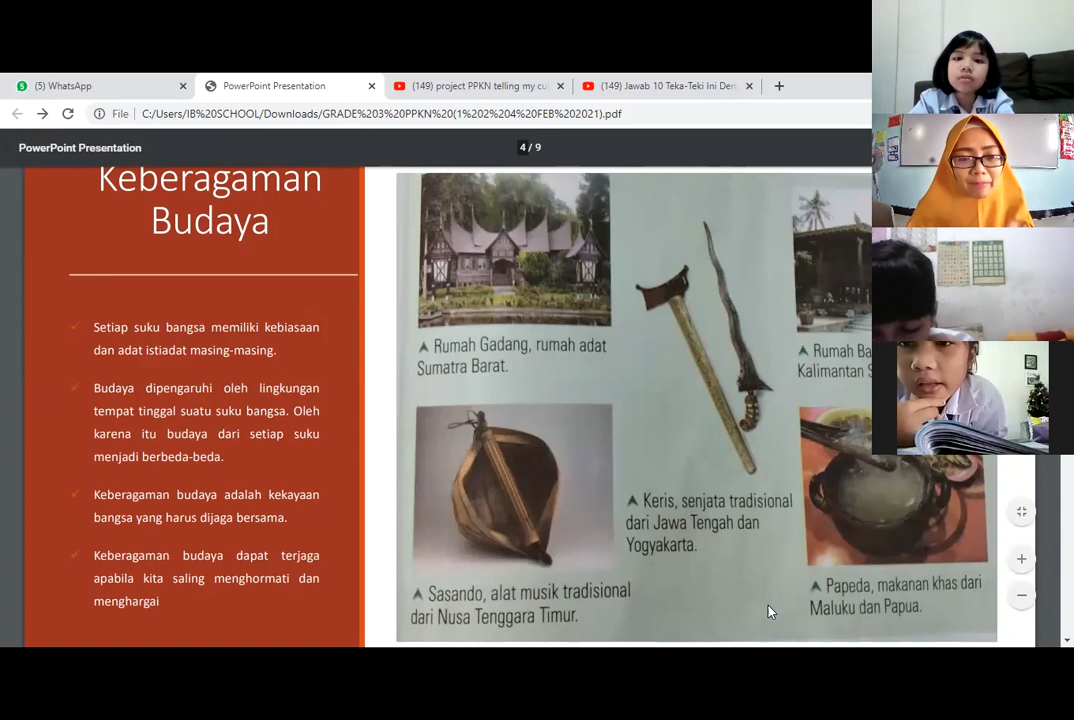 (5) WhatsApp
PowerPoint Presentation
(149) project PPKN telling my cu
(149) Jawab 10 Teka-Teki Ini Den
File
C:/Users/IB%20SCHOOL/Downloads/GRADE%203%20PPKN%20(1%202%204%20FEB%202021).pdf
PowerPoint Presentation
4 / 9
Keberagaman
Budaya
Setiap suku bangsa memiliki kebiasaan
dan adat istiadat masing-masing.
Budaya dipengaruhi oleh lingkungan
tempat tinggal suatu suku bangsa. Oleh
karena itu budaya dari setiap suku
menjadi berbeda-beda.
Keberagaman budaya adalah kekayaan
bangsa yang harus dijaga bersama.
Keberagaman budaya dapat terjaga
apabila kita saling menghormati dan
menghargai
Rumah Gadang, rumah adat
Sumatra Barat.
Rumah Ba
Kalimantan S
Keris, senjata tradisional
dari Jawa Tengah dan
Yogyakarta.
Sasando, alat musik tradisional
dari Nusa Tenggara Timur.
Papeda, makanan khas dari
Maluku dan Papua.